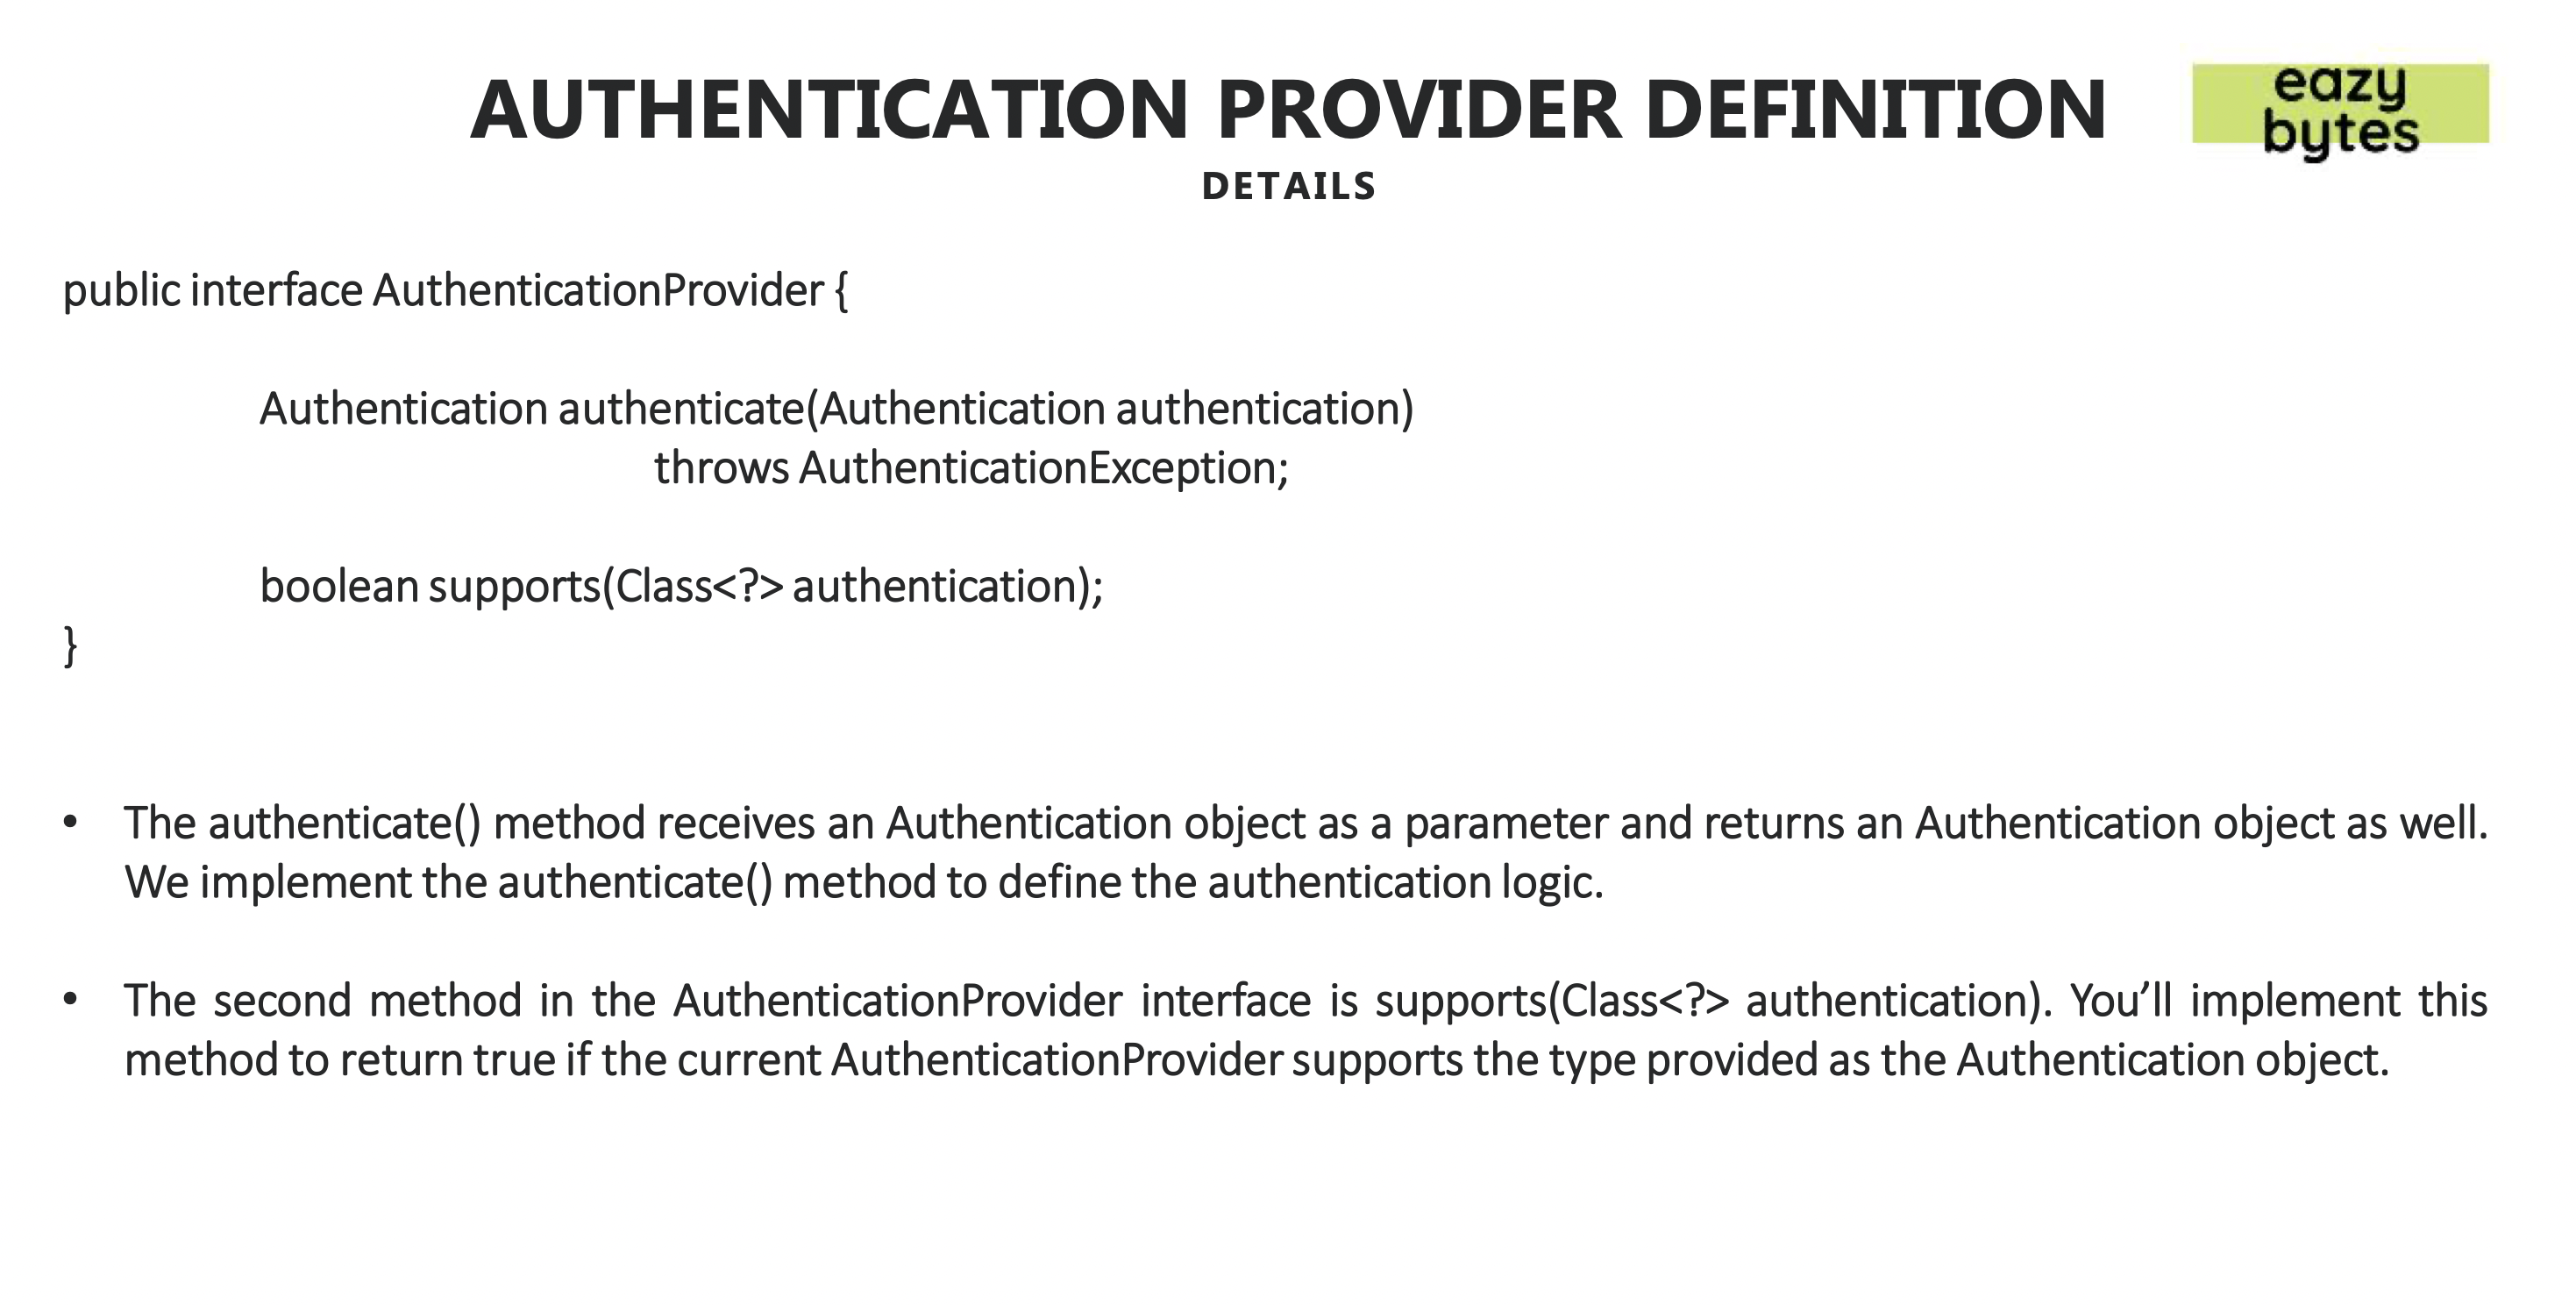 AUTHENTICATION PROVIDER DEFINITION
eazy
bytes
DETAILS
public interface AuthenticationProvider {
Authentication authenticate(Authentication authentication)
throws AuthenticationException;
boolean supports(Class<?> authentication);
}
• The authenticate() method receives an Authentication object as a parameter and returns an Authentication object as well.
We implement the authenticate() method to define the authentication logic.
• The second method in the AuthenticationProvider interface is supports(Class<?> authentication). You’ll implement this
method to return true if the current AuthenticationProvider supports the type provided as the Authentication object.